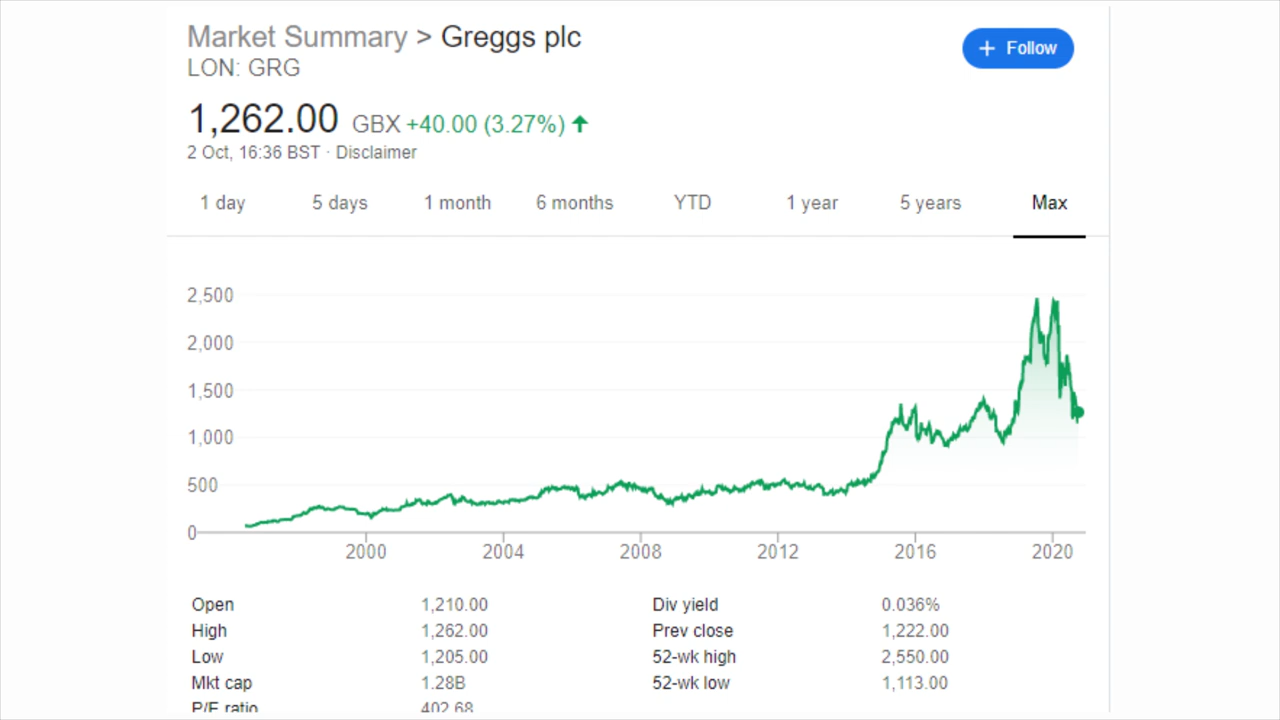 Market Summary > Greggs plc
LON: GRG
+ Follow
1,262.00 GBX +40.00 (3.27%)
2 Oct, 16:36 BST · Disclaimer
1 day 5 days 1 month 6 months YTD 1 year 5 years Max
2,500
2,000
1,500
1,000
500
0
2000 2004 2008 2012 2016 2020
Open 1,210.00 Div yield 0.036%
High 1,262.00 Prev close 1,222.00
Low 1,205.00 52-wk high 2,550.00
Mkt cap 1.28B 52-wk low 1,113.00
P/E ratio 402.68